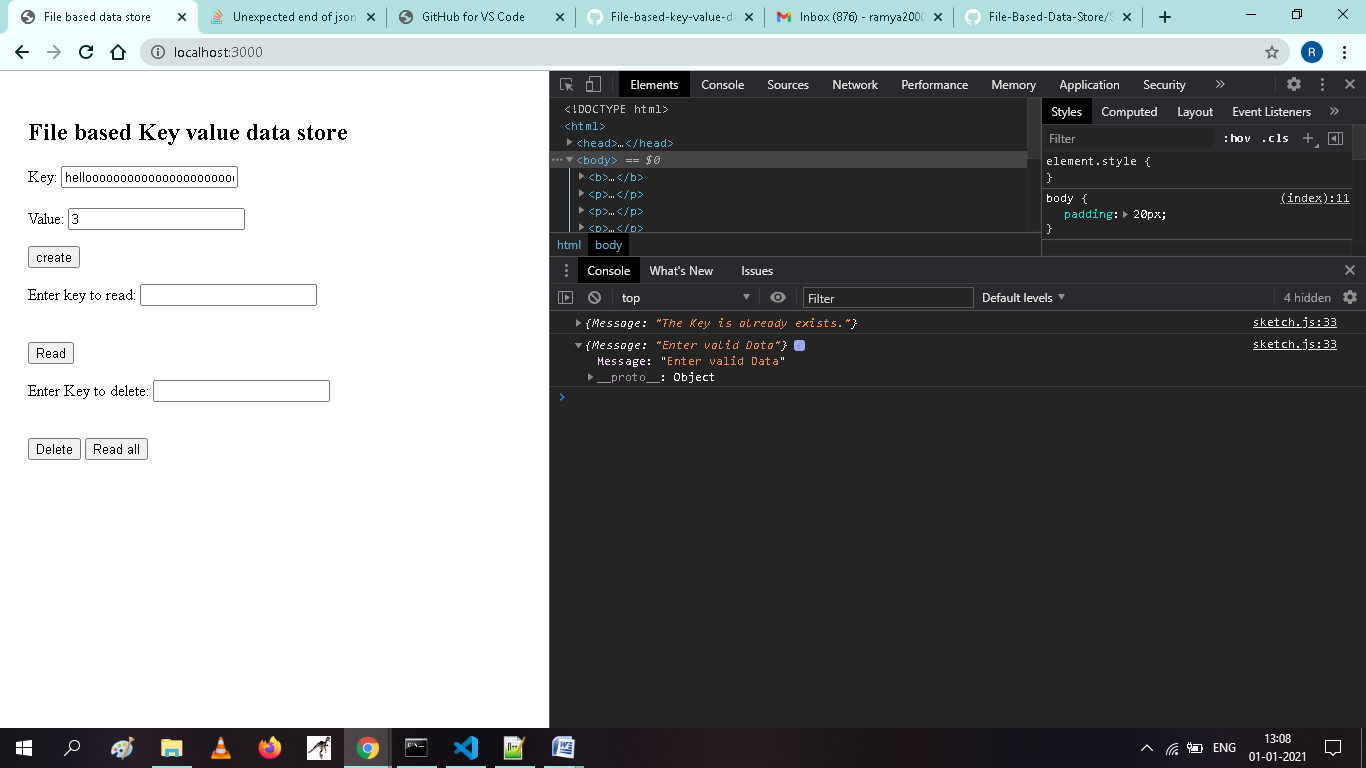 File based data store
Unexpected end of json
GitHub for VS Code
File-based-key-value-da
Inbox (876) - ramya2000
File-Based-Data-Store/S
localhost:3000
R
File based Key value data store
Key: hellooooooooooooooooooooo
Value: 3
create
Enter key to read:
Read
Enter Key to delete:
Delete Read all
Elements Console Sources Network Performance Memory Application Security »
<!DOCTYPE html>
<html>
<head>…</head>
… <body> == $0
<b>…</b>
<p>…</p>
<p>…</p>
<p>…</p>
html body
Styles Computed Layout Event Listeners »
Filter :hov .cls +
element.style {
}
body { (index):11
padding: 20px;
}
Console What's New Issues
top Filter Default levels 4 hidden
{Message: "The Key is already exists."} sketch.js:33
{Message: "Enter valid Data"} i sketch.js:33
Message: "Enter valid Data"
__proto__: Object
ENG 13:08
01-01-2021